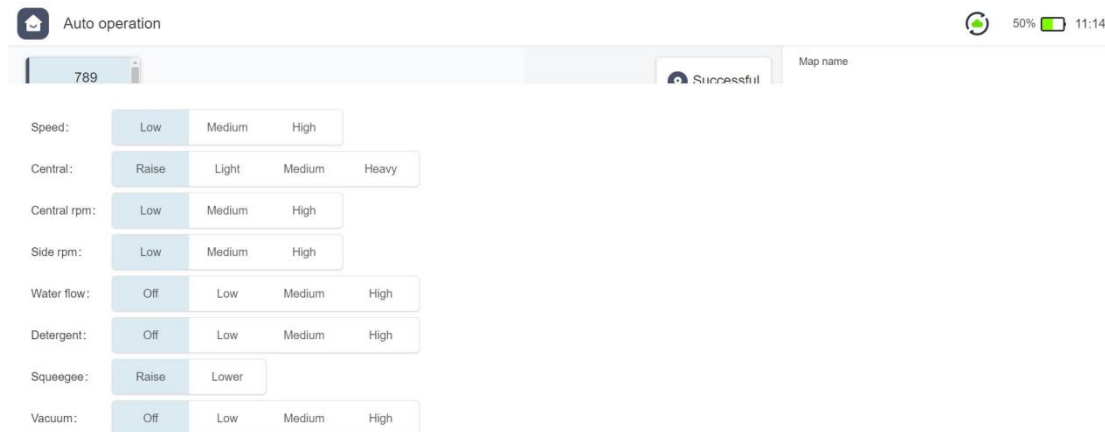 Auto operation
50% 11:14
789
Successful
Map name
Speed: Low Medium High
Central: Raise Light Medium Heavy
Central rpm: Low Medium High
Side rpm: Low Medium High
Water flow: Off Low Medium High
Detergent: Off Low Medium High
Squeegee: Raise Lower
Vacuum: Off Low Medium High